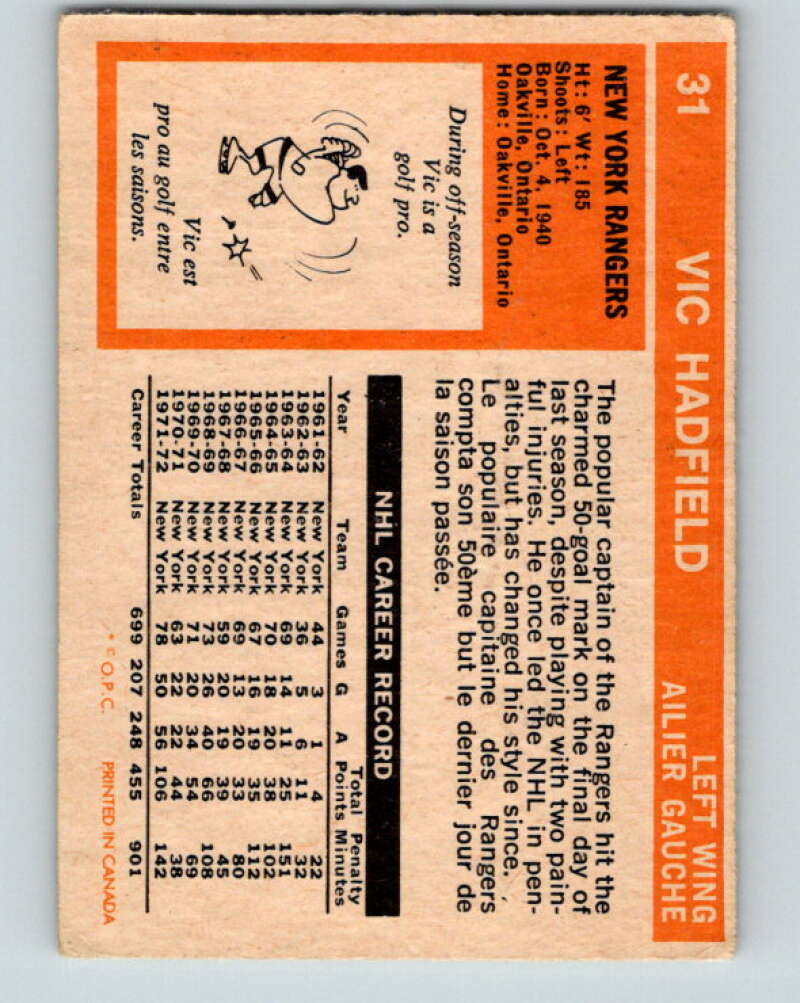 31 VIC HADFIELD LEFT WING
AILIER GAUCHE
NEW YORK RANGERS
Ht: 6' Wt: 185
Shoots: Left
Born: Oct. 4, 1940
Oakville, Ontario
Home: Oakville, Ontario
During off-season
Vic is a
golf pro.
Vic est
pro au golf entre
les saisons.
The popular captain of the Rangers hit the
charmed 50-goal mark on the final day of
last season, despite playing with two pain-
ful injuries. He once led the NHL in pen-
alties, but has changed his style since.
Le populaire capitaine des Rangers
compta son 50ème but le dernier jour de
la saison passée.
NHL CAREER RECORD
Total Penalty
Year Team Games G A Points Minutes
1961-62 New York 44 3 1 4 22
1962-63 New York 36 5 6 11 32
1963-64 New York 69 14 11 25 151
1964-65 New York 70 18 20 38 102
1965-66 New York 67 16 19 35 112
1966-67 New York 69 13 20 33 80
1967-68 New York 59 20 19 39 45
1968-69 New York 73 26 40 66 108
1969-70 New York 71 20 34 54 69
1970-71 New York 63 22 22 44 38
1971-72 New York 78 50 56 106 142
Career Totals 699 207 248 455 901
* © O.P.C. PRINTED IN CANADA